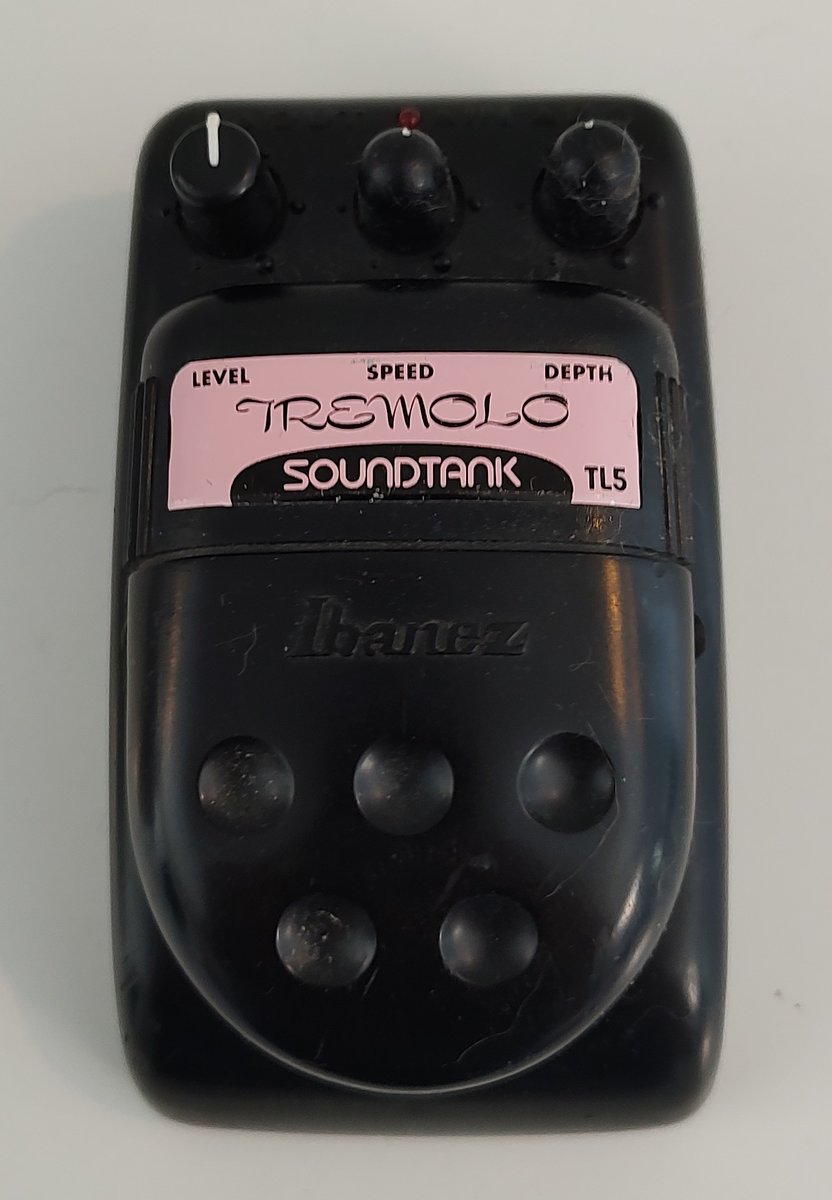 LEVEL SPEED DEPTH
TREMOLO
SOUNDTANK TL5
Ibanez